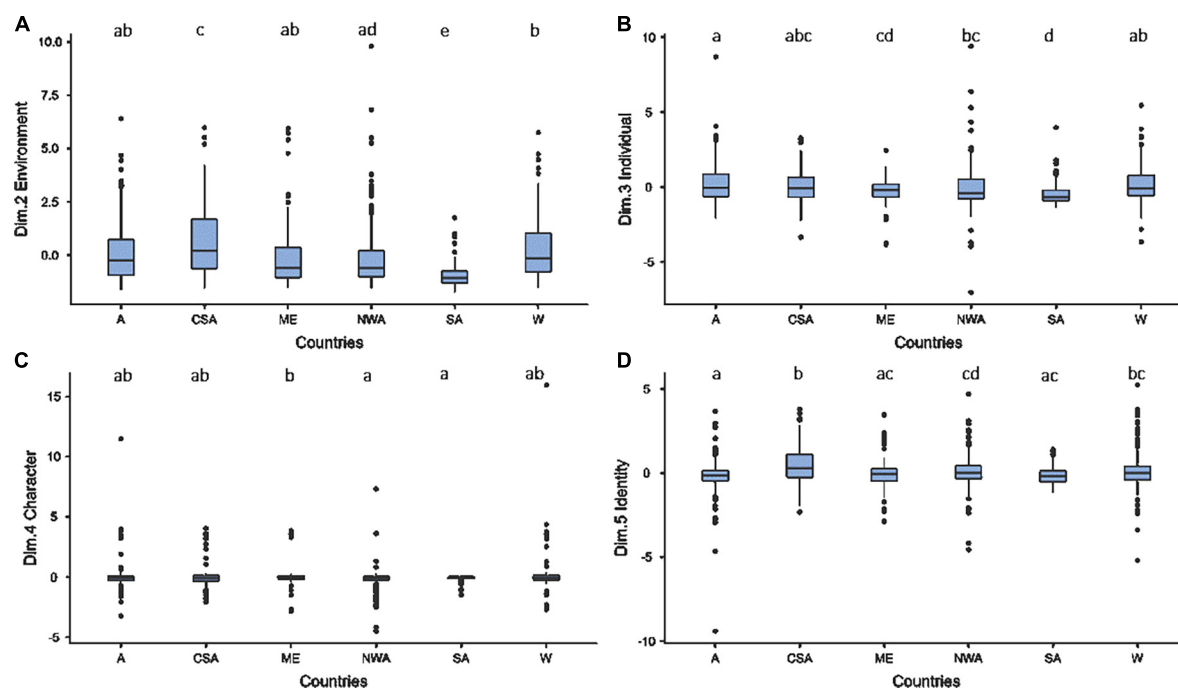 A
ab c ab ad e b
Dim.2 Environment
10.0
7.5
5.0
2.5
0.0
A CSA ME NWA SA W
Countries
B
a abc cd bc d ab
Dim.3 Individual
10
5
0
-5
A CSA ME NWA SA W
Countries
C
ab ab b a a ab
Dim.4 Character
15
10
5
0
-5
A CSA ME NWA SA W
Countries
D
a b ac cd ac bc
Dim.5 Identity
5
0
-5
-10
A CSA ME NWA SA W
Countries